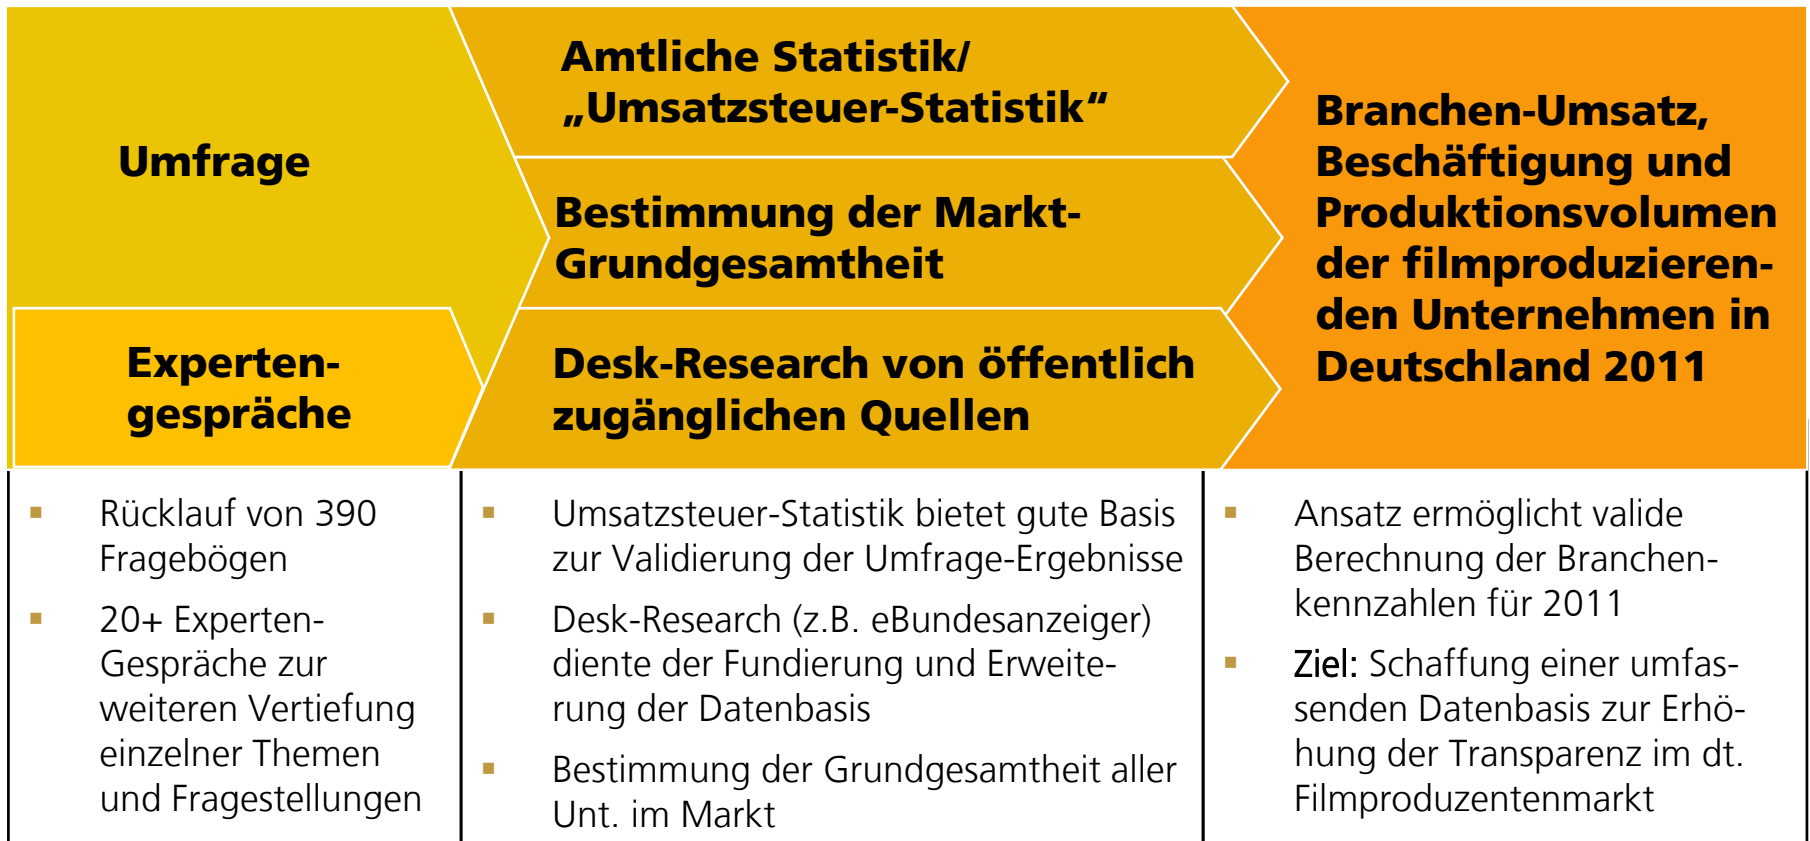 Umfrage
Experten-
gespräche
Amtliche Statistik/
„Umsatzsteuer-Statistik“
Bestimmung der Markt-
Grundgesamtheit
Desk-Research von öffentlich
zugänglichen Quellen
Branchen-Umsatz,
Beschäftigung und
Produktionsvolumen
der filmproduzieren-
den Unternehmen in
Deutschland 2011
▪ Rücklauf von 390
Fragebögen
▪ 20+ Experten-
Gespräche zur
weiteren Vertiefung
einzelner Themen
und Fragestellungen
▪ Umsatzsteuer-Statistik bietet gute Basis
zur Validierung der Umfrage-Ergebnisse
▪ Desk-Research (z.B. eBundesanzeiger)
diente der Fundierung und Erweite-
rung der Datenbasis
▪ Bestimmung der Grundgesamtheit aller
Unt. im Markt
▪ Ansatz ermöglicht valide
Berechnung der Branchen-
kennzahlen für 2011
▪ Ziel: Schaffung einer umfas-
senden Datenbasis zur Erhö-
hung der Transparenz im dt.
Filmproduzentenmarkt